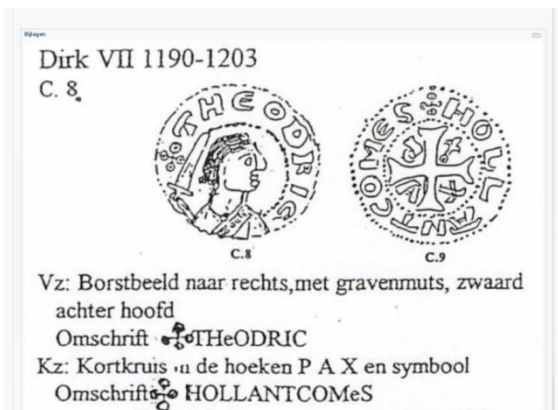 Bijlagen:
Dirk VII 1190-1203
C. 8.
THEODRIC
COMES HOLLANT
P A X
C.8
C.9
Vz: Borstbeeld naar rechts,met gravenmuts, zwaard
achter hoofd
Omschrift THeODRIC
Kz: Kortkruis in de hoeken P A X en symbool
Omschrift HOLLANTCOMeS